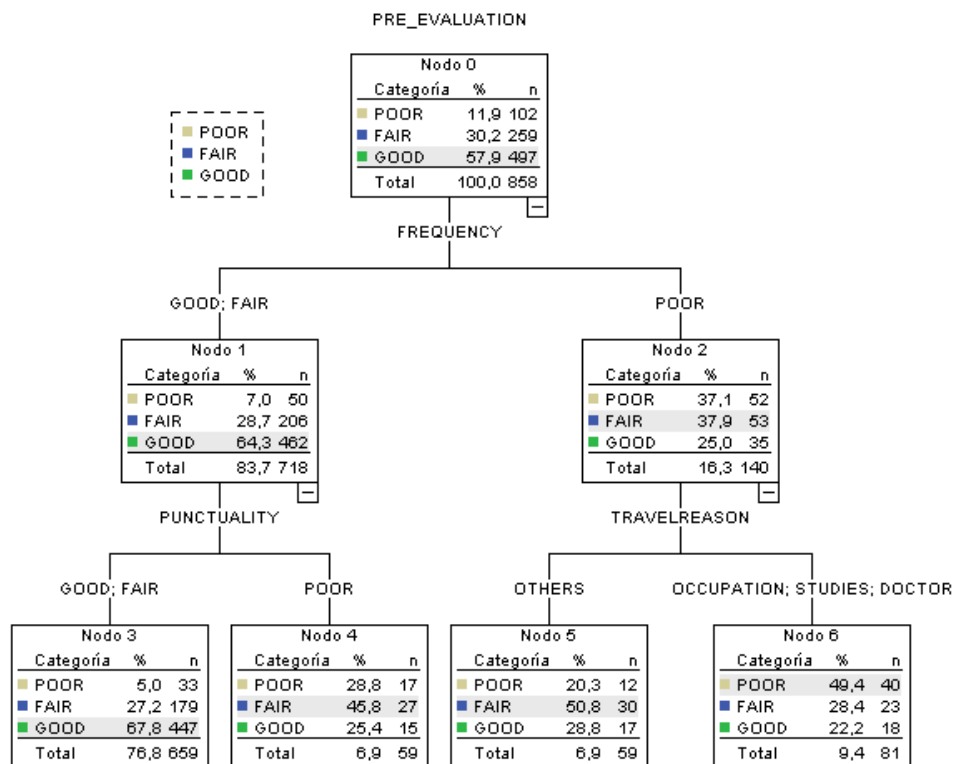 PRE_EVALUATION
Nodo 0
Categoría % n
POOR 11,9 102
FAIR 30,2 259
GOOD 57,9 497
Total 100,0 858
POOR
FAIR
GOOD
FREQUENCY
GOOD; FAIR
POOR
Nodo 1
Categoría % n
POOR 7,0 50
FAIR 28,7 206
GOOD 64,3 462
Total 83,7 718
Nodo 2
Categoría % n
POOR 37,1 52
FAIR 37,9 53
GOOD 25,0 35
Total 16,3 140
PUNCTUALITY
TRAVELREASON
GOOD; FAIR
POOR
OTHERS
OCCUPATION; STUDIES; DOCTOR
Nodo 3
Categoría % n
POOR 5,0 33
FAIR 27,2 179
GOOD 67,8 447
Total 76,8 659
Nodo 4
Categoría % n
POOR 28,8 17
FAIR 45,8 27
GOOD 25,4 15
Total 6,9 59
Nodo 5
Categoría % n
POOR 20,3 12
FAIR 50,8 30
GOOD 28,8 17
Total 6,9 59
Nodo 6
Categoría % n
POOR 49,4 40
FAIR 28,4 23
GOOD 22,2 18
Total 9,4 81